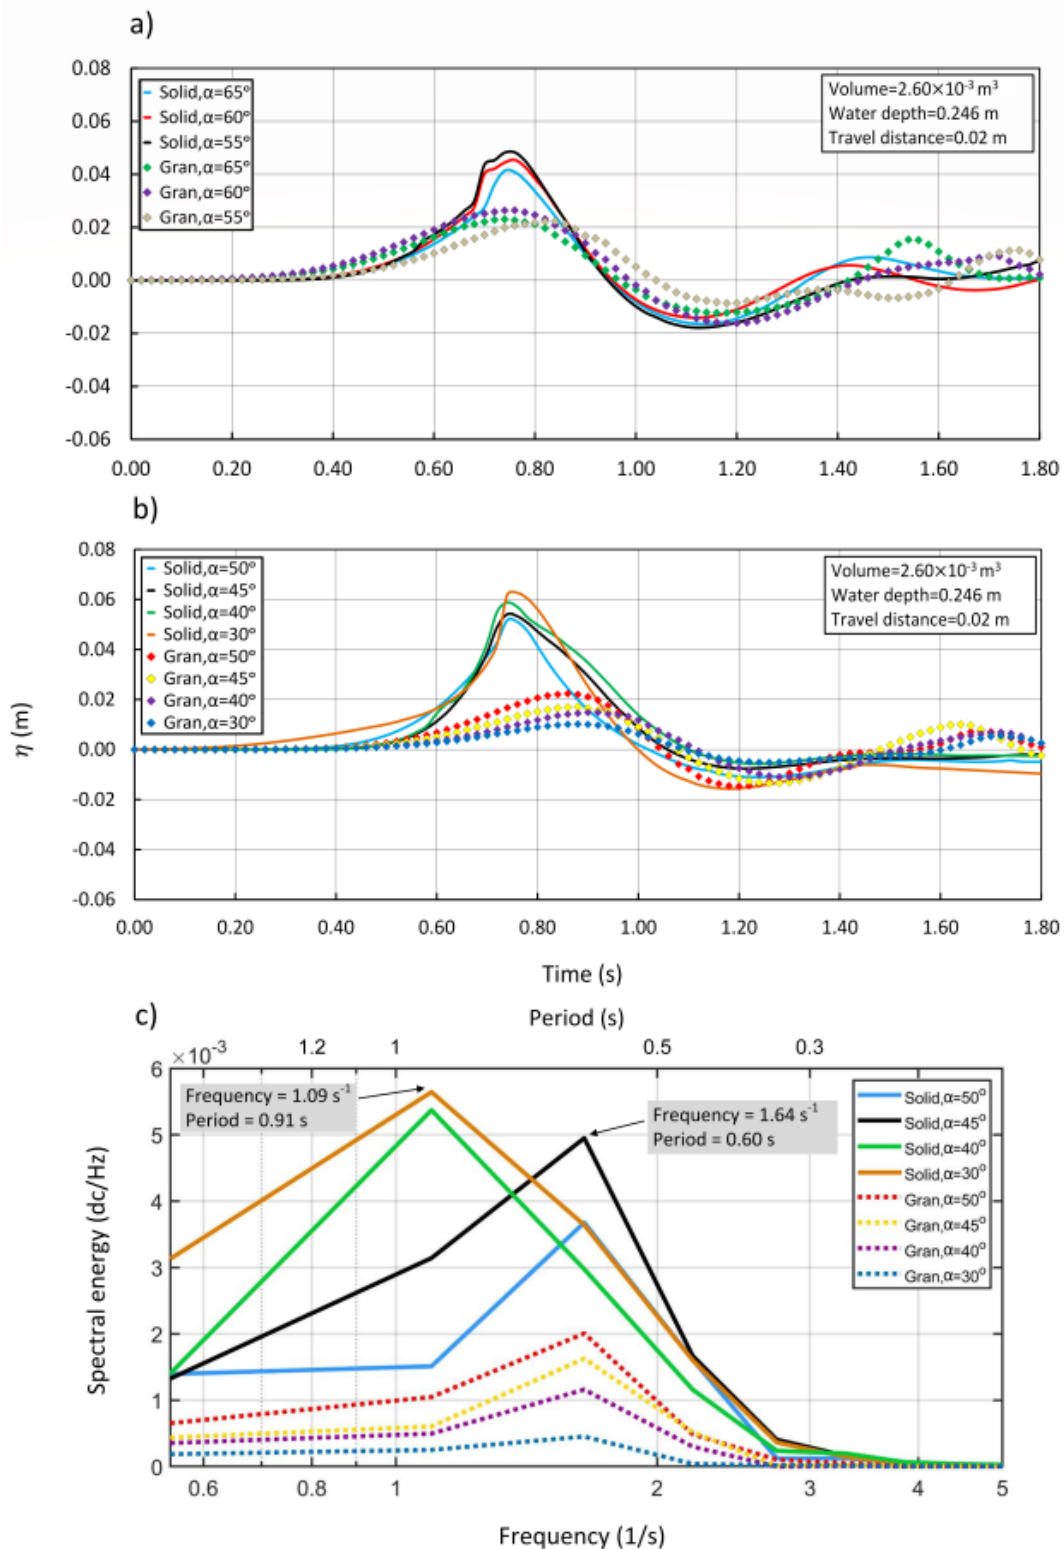 a)
0.08
0.06
0.04
0.02
0.00
-0.02
-0.04
-0.06
Solid,α=65°
Solid,α=60°
Solid,α=55°
Gran,α=65°
Gran,α=60°
Gran,α=55°
Volume=2.60×10⁻³ m³
Water depth=0.246 m
Travel distance=0.02 m
0.00 0.20 0.40 0.60 0.80 1.00 1.20 1.40 1.60 1.80
b)
0.08
0.06
0.04
0.02
0.00
-0.02
-0.04
-0.06
Solid,α=50°
Solid,α=45°
Solid,α=40°
Solid,α=30°
Gran,α=50°
Gran,α=45°
Gran,α=40°
Gran,α=30°
Volume=2.60×10⁻³ m³
Water depth=0.246 m
Travel distance=0.02 m
η (m)
0.00 0.20 0.40 0.60 0.80 1.00 1.20 1.40 1.60 1.80
Time (s)
c)
Period (s)
×10⁻³ 1.2 1 0.5 0.3
6
5
4
3
2
1
0
Spectral energy (dc/Hz)
Frequency = 1.09 s⁻¹
Period = 0.91 s
Frequency = 1.64 s⁻¹
Period = 0.60 s
Solid,α=50⁰
Solid,α=45⁰
Solid,α=40⁰
Solid,α=30⁰
Gran,α=50⁰
Gran,α=45⁰
Gran,α=40⁰
Gran,α=30⁰
0.6 0.8 1 2 3 4 5
Frequency (1/s)